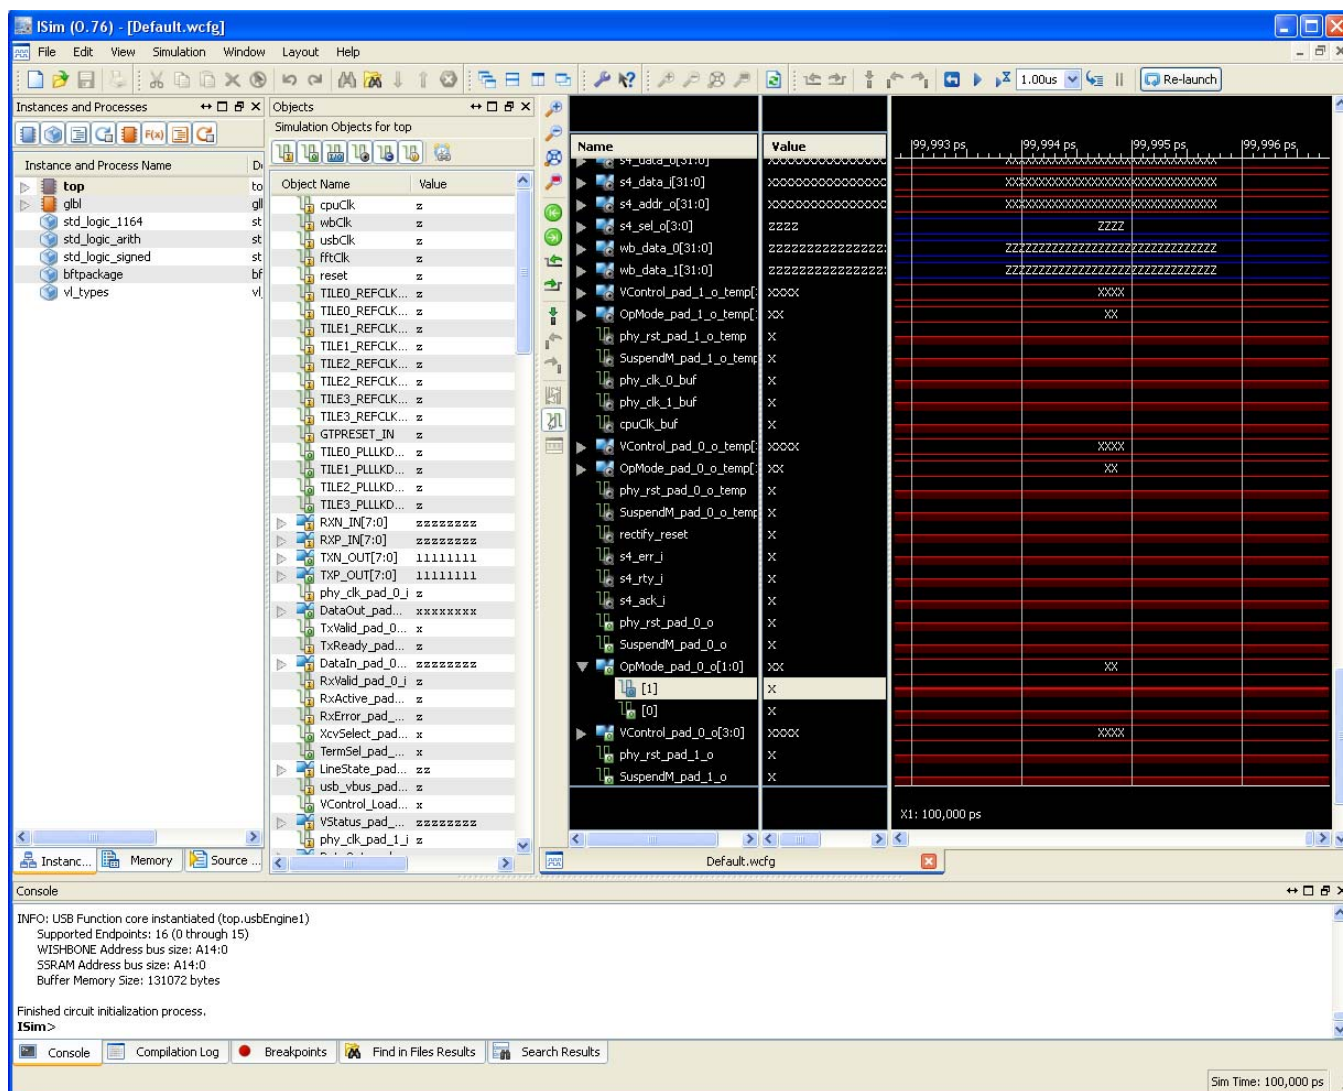 ISim (O.76) - [Default.wcfg]
File Edit View Simulation Window Layout Help
1.00us Re-launch
Instances and Processes
Instance and Process Name
top to
glbl
std_logic_1164 st
std_logic_arith st
std_logic_signed st
bftpackage bf
vl_types vl_
Instanc... Memory Source ...
Objects
Simulation Objects for top
Object Name Value
cpuClk z
wbClk z
usbClk z
fftClk z
reset z
TILE0_REFCLK... z
TILE0_REFCLK... z
TILE1_REFCLK... z
TILE1_REFCLK... z
TILE2_REFCLK... z
TILE2_REFCLK... z
TILE3_REFCLK... z
TILE3_REFCLK... z
GTPRESET_IN z
TILE0_PLLLKD... z
TILE1_PLLLKD... z
TILE2_PLLLKD... z
TILE3_PLLLKD... z
RXN_IN[7:0] zzzzzzzz
RXP_IN[7:0] zzzzzzzz
TXN_OUT[7:0] 11111111
TXP_OUT[7:0] 11111111
phy_clk_pad_0_i z
DataOut_pad... xxxxxxxx
TxValid_pad_0... x
TxReady_pad... z
DataIn_pad_0... zzzzzzzz
RxValid_pad_0_i z
RxActive_pad... z
RxError_pad_... z
XcvSelect_pad... x
TermSel_pad_... x
LineState_pad... zz
usb_vbus_pad... z
VControl_Load... x
VStatus_pad_... zzzzzzzz
phy_clk_pad_1_i z
Name Value
99,993 ps 99,994 ps 99,995 ps 99,996 ps
s4_data_o[31:0]
s4_data_i[31:0]
s4_addr_o[31:0]
s4_sel_o[3:0] zzzz zzzz
wb_data_0[31:0]
wb_data_1[31:0]
VControl_pad_1_o_temp[ xxxx xxxx
OpMode_pad_1_o_temp[ xx xx
phy_rst_pad_1_o_temp x
SuspendM_pad_1_o_temp x
phy_clk_0_buf x
phy_clk_1_buf x
cpuClk_buf x
VControl_pad_0_o_temp[ xxxx xxxx
OpMode_pad_0_o_temp[ xx xx
phy_rst_pad_0_o_temp x
SuspendM_pad_0_o_temp x
rectify_reset x
s4_err_i x
s4_rty_i x
s4_ack_i x
phy_rst_pad_0_o x
SuspendM_pad_0_o x
OpMode_pad_0_o[1:0] xx xx
[1] x
[0] x
VControl_pad_0_o[3:0] xxxx xxxx
phy_rst_pad_1_o x
SuspendM_pad_1_o x
X1: 100,000 ps
Default.wcfg
Console
INFO: USB Function core instantiated (top.usbEngine1)
Supported Endpoints: 16 (0 through 15)
WISHBONE Address bus size: A14:0
SSRAM Address bus size: A14:0
Buffer Memory Size: 131072 bytes
Finished circuit initialization process.
ISim>
Console Compilation Log Breakpoints Find in Files Results Search Results
Sim Time: 100,000 ps